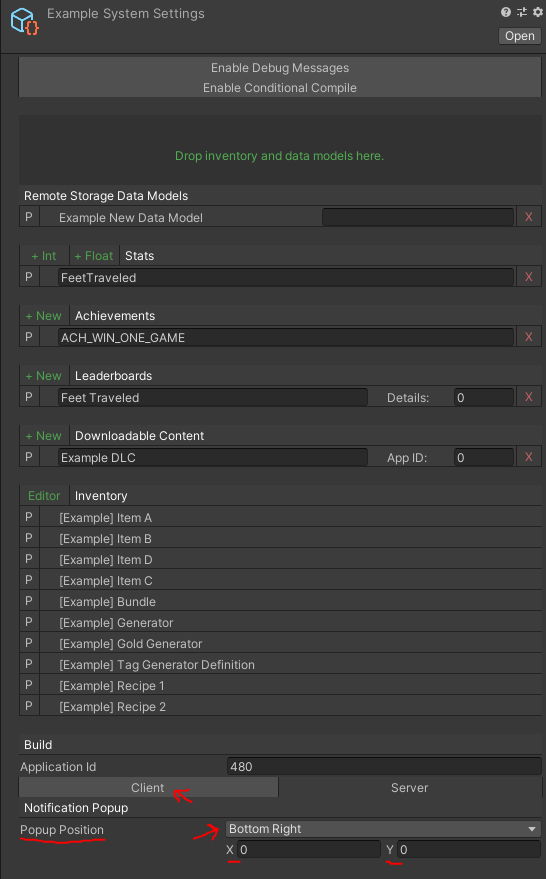 Example System Settings
Open
Enable Debug Messages
Enable Conditional Compile
Drop inventory and data models here.
Remote Storage Data Models
P Example New Data Model X
+ Int + Float Stats
P FeetTraveled X
+ New Achievements
P ACH_WIN_ONE_GAME X
+ New Leaderboards
P Feet Traveled Details: 0 X
+ New Downloadable Content
P Example DLC App ID: 0 X
Editor Inventory
P [Example] Item A
P [Example] Item B
P [Example] Item D
P [Example] Item C
P [Example] Bundle
P [Example] Generator
P [Example] Gold Generator
P [Example] Tag Generator Definition
P [Example] Recipe 1
P [Example] Recipe 2
Build
Application Id 480
Client Server
Notification Popup
Popup Position Bottom Right
X 0 Y 0